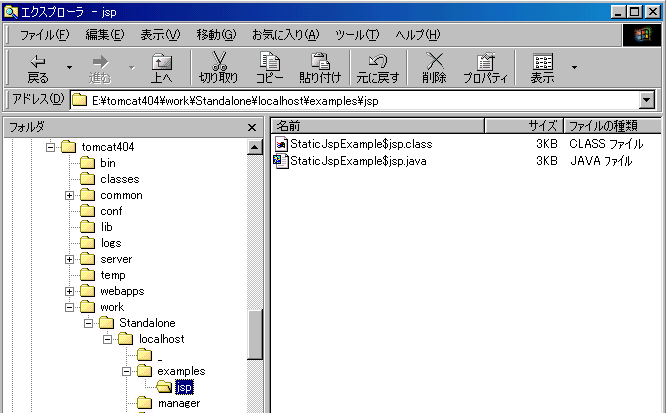 エクスプローラ - jsp
ファイル(F) 編集(E) 表示(V) 移動(G) お気に入り(A) ツール(T) ヘルプ(H)
戻る 進む 上へ 切り取り コピー 貼り付け 元に戻す 削除 プロパティ 表示
アドレス(D) E:¥tomcat404¥work¥Standalone¥localhost¥examples¥jsp
フォルダ
名前 サイズ ファイルの種類
StaticJspExample$jsp.class 3KB CLASS ファイル
StaticJspExample$jsp.java 3KB JAVA ファイル
tomcat404
bin
classes
common
conf
lib
logs
server
temp
webapps
work
Standalone
localhost
_
examples
jsp
manager